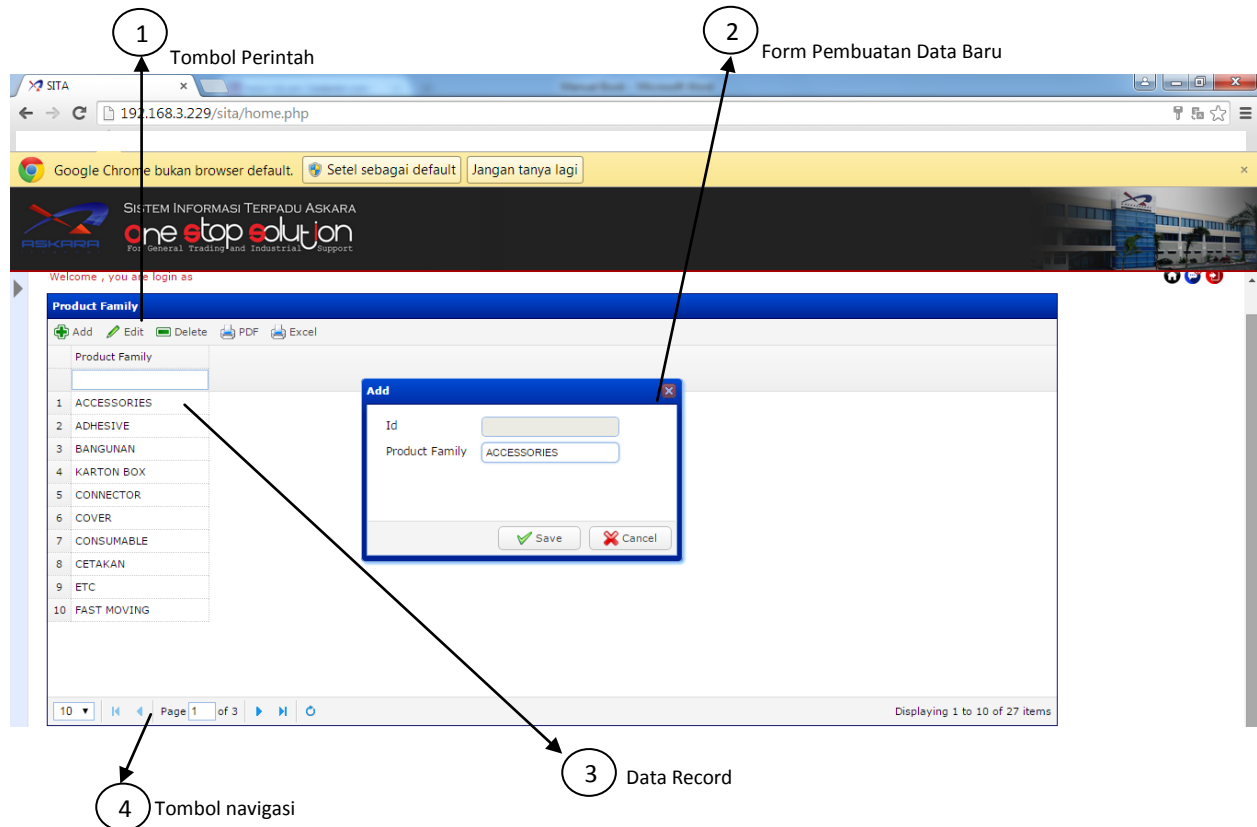 1
Tombol Perintah
2
Form Pembuatan Data Baru
SITA
192.168.3.229/sita/home.php
Google Chrome bukan browser default. Setel sebagai default Jangan tanya lagi
SISTEM INFORMASI TERPADU ASKARA
ASKARA
one stop solution
For General Trading and Industrial Support
Welcome , you are login as
Product Family
Add Edit Delete PDF Excel
Product Family
1 ACCESSORIES
2 ADHESIVE
3 BANGUNAN
4 KARTON BOX
5 CONNECTOR
6 COVER
7 CONSUMABLE
8 CETAKAN
9 ETC
10 FAST MOVING
Add
Id
Product Family ACCESSORIES
Save Cancel
10 Page 1 of 3
Displaying 1 to 10 of 27 items
3
Data Record
4
Tombol navigasi